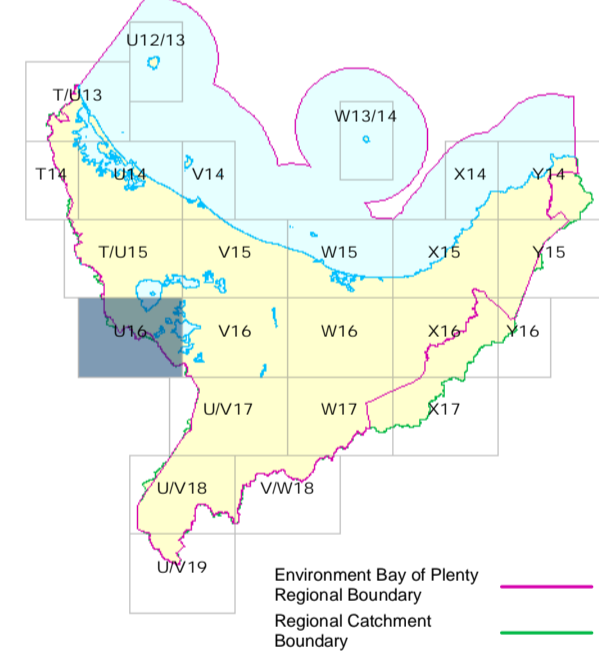 U12/13
T/U13
W13/14
T14
U14
V14
X14
Y14
T/U15
V15
W15
X15
Y15
U16
V16
W16
X16
Y16
U/V17
W17
X17
U/V18
V/W18
U/V19
Environment Bay of Plenty
Regional Boundary
Regional Catchment
Boundary